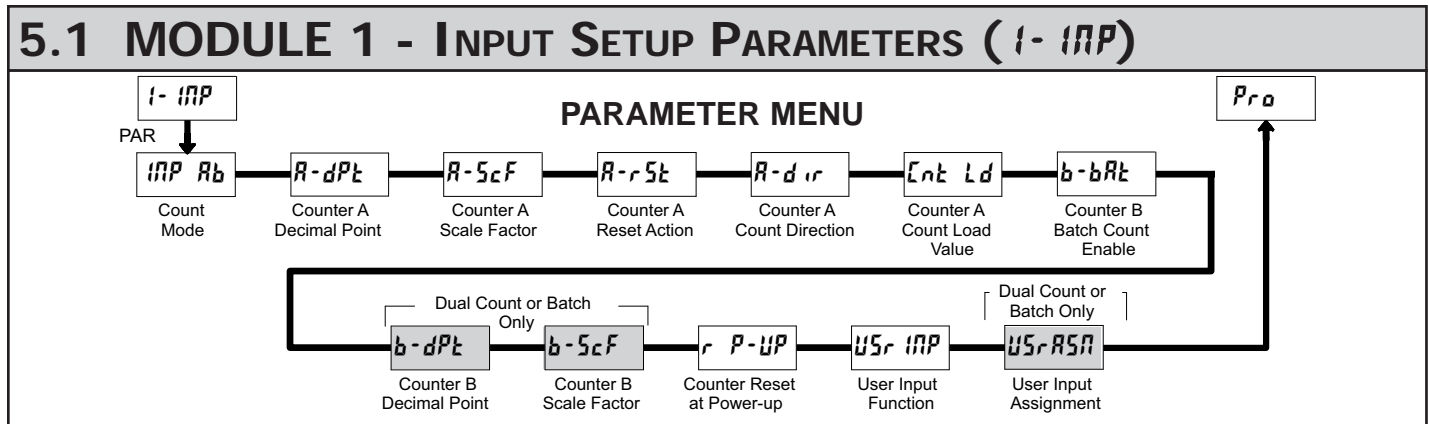 5.1 MODULE 1 - INPUT SETUP PARAMETERS (1-INP)
1-INP
PARAMETER MENU
Pro
PAR
INP Ab
A-dPt
A-ScF
A-rSt
A-dir
Cnt Ld
b-bAt
Count
Mode
Counter A
Decimal Point
Counter A
Scale Factor
Counter A
Reset Action
Counter A
Count Direction
Counter A
Count Load
Value
Counter B
Batch Count
Enable
Dual Count or Batch
Only
Dual Count or
Batch Only
b-dPt
b-ScF
r P-UP
USr INP
USrASN
Counter B
Decimal Point
Counter B
Scale Factor
Counter Reset
at Power-up
User Input
Function
User Input
Assignment